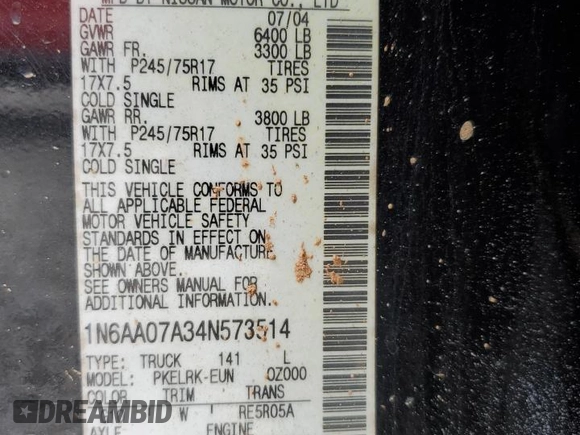 MFD BY NISSAN MOTOR CO., LTD
DATE 07/04
GVWR 6400 LB
GAWR FR. 3300 LB
WITH P245/75R17 TIRES
17X7.5 RIMS AT 35 PSI
COLD SINGLE
GAWR RR. 3800 LB
WITH P245/75R17 TIRES
17X7.5 RIMS AT 35 PSI
COLD SINGLE
THIS VEHICLE CONFORMS TO
ALL APPLICABLE FEDERAL
MOTOR VEHICLE SAFETY
STANDARDS IN EFFECT ON
THE DATE OF MANUFACTURE
SHOWN ABOVE.
SEE OWNERS MANUAL FOR
ADDITIONAL INFORMATION.
1N6AA07A34N573514
TYPE: TRUCK 141 L
MODEL: PKELRK-EUN OZ000
COLOR TRIM TRANS
W RE5R05A
AXLE ENGINE
DREAMBID